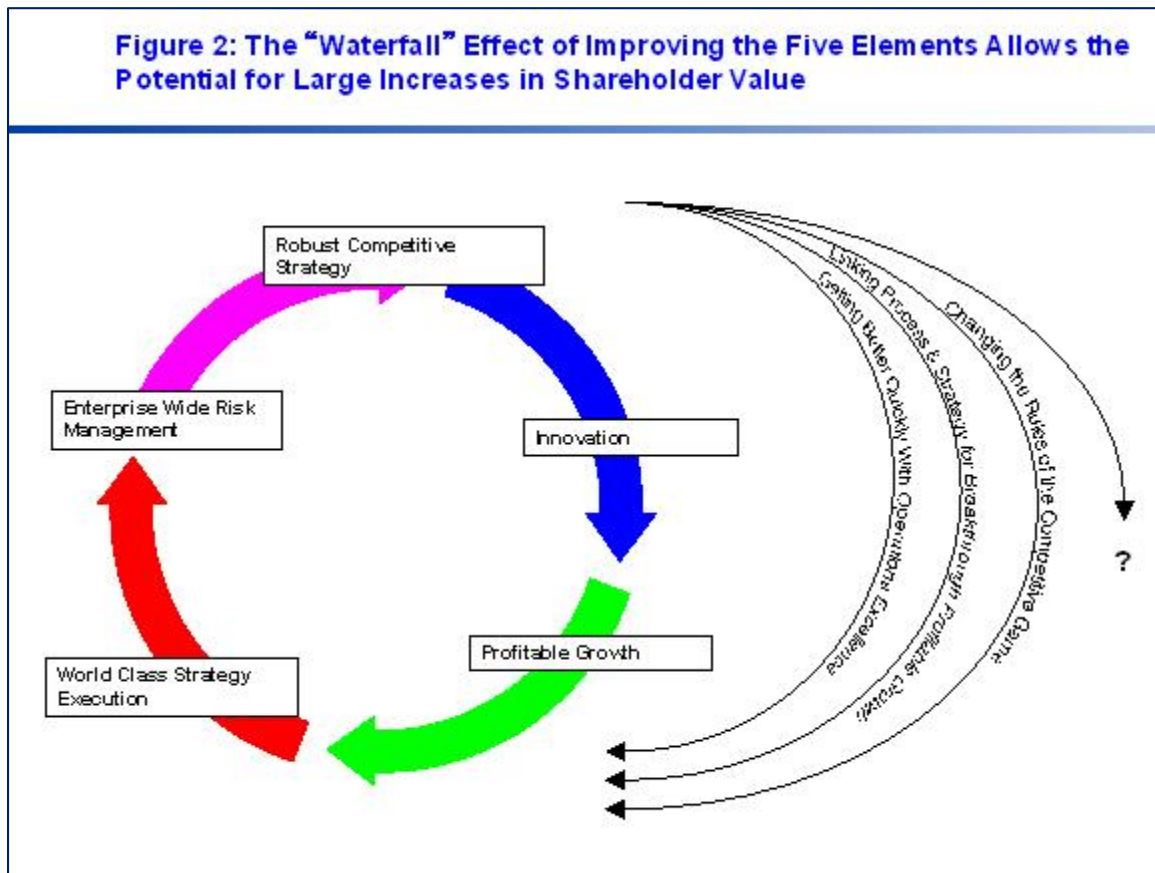 Figure 2: The “Waterfall” Effect of Improving the Five Elements Allows the
Potential for Large Increases in Shareholder Value
Robust Competitive
Strategy
Enterprise Wide Risk
Management
Innovation
Profitable Growth
World Class Strategy
Execution
Getting Better Quickly With Operational Excellence
Linking Process & Strategy for Breakthrough Profitable Growth
Changing the Rules of the Competitive Game
?